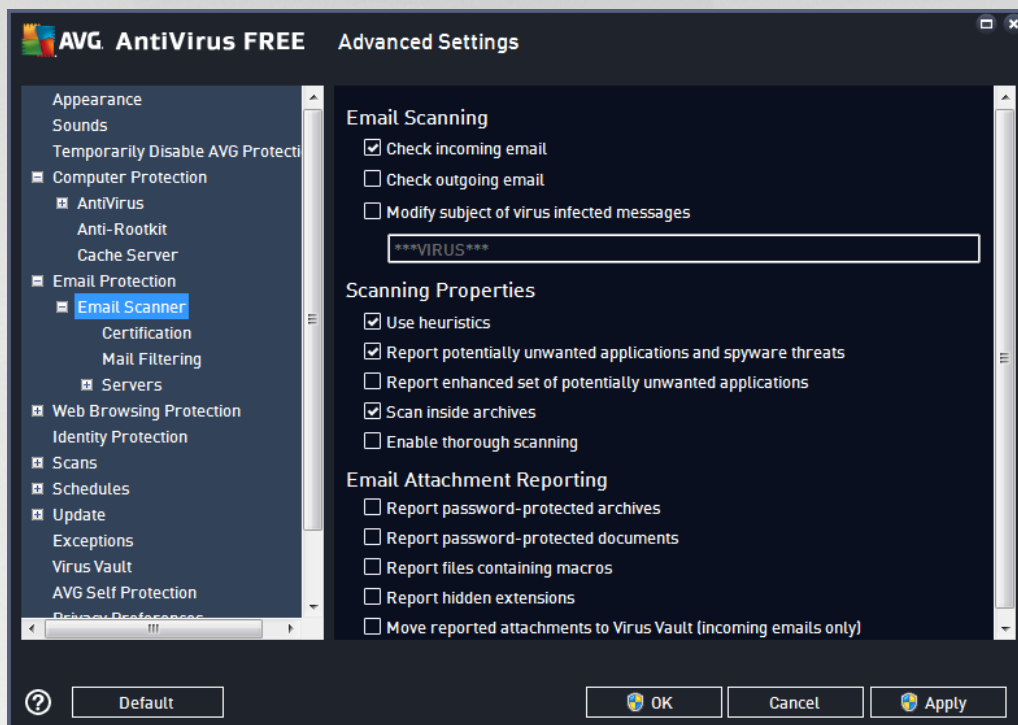 AVG. AntiVirus FREE Advanced Settings
Appearance
Sounds
Temporarily Disable AVG Protecti
Computer Protection
AntiVirus
Anti-Rootkit
Cache Server
Email Protection
Email Scanner
Certification
Mail Filtering
Servers
Web Browsing Protection
Identity Protection
Scans
Schedules
Update
Exceptions
Virus Vault
AVG Self Protection
Privacy Preferences
Email Scanning
Check incoming email
Check outgoing email
Modify subject of virus infected messages
***VIRUS***
Scanning Properties
Use heuristics
Report potentially unwanted applications and spyware threats
Report enhanced set of potentially unwanted applications
Scan inside archives
Enable thorough scanning
Email Attachment Reporting
Report password-protected archives
Report password-protected documents
Report files containing macros
Report hidden extensions
Move reported attachments to Virus Vault (incoming emails only)
Default
OK
Cancel
Apply